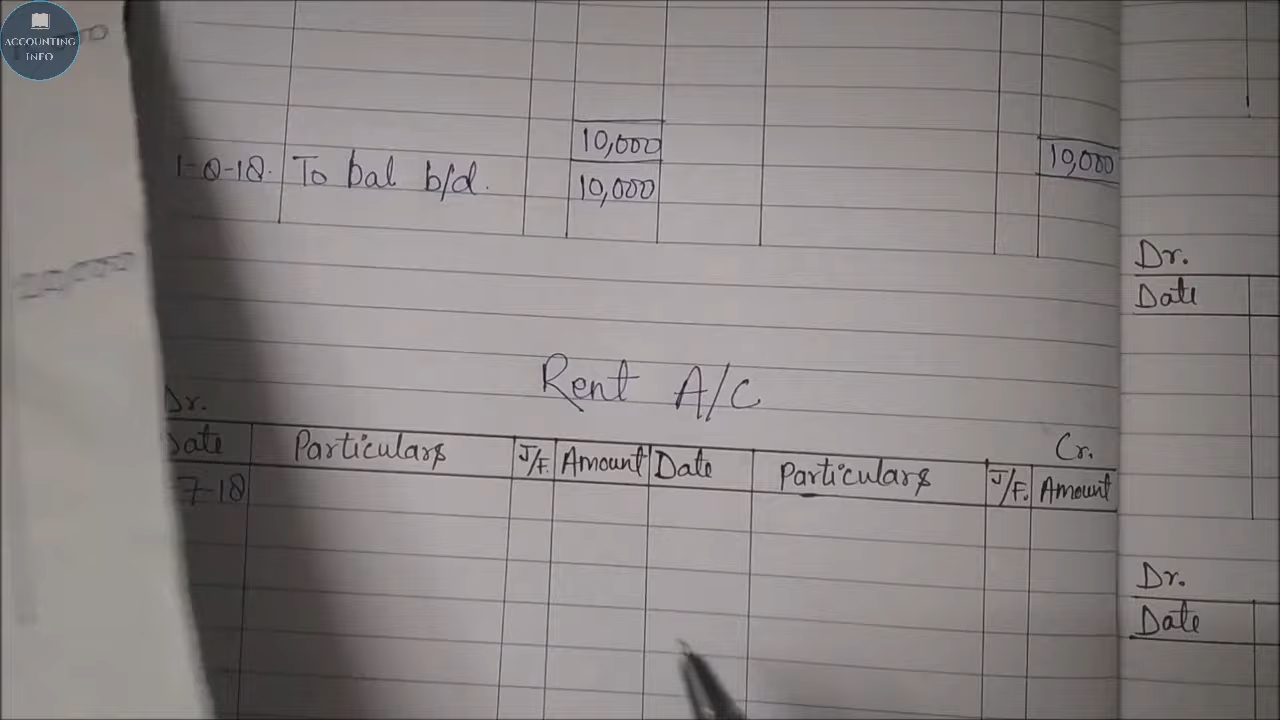 ACCOUNTING
INFO
10,000
10,000
1-8-18. To bal b/d. 10,000
Dr.
Date
Rent A/C
Dr.
Cr.
Date Particulars J/F. Amount Date Particulars J/F. Amount
7-18
Dr.
Date